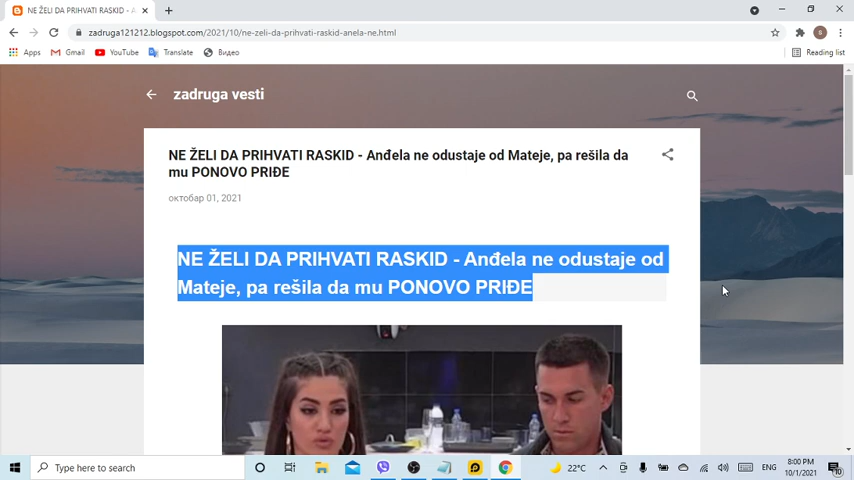 NE ŽELI DA PRIHVATI RASKID - A
zadruga121212.blogspot.com/2021/10/ne-zeli-da-prihvati-raskid-anela-ne.html
Apps Gmail YouTube Translate Видео Reading list
zadruga vesti
NE ŽELI DA PRIHVATI RASKID - Anđela ne odustaje od Mateje, pa rešila da
mu PONOVO PRIĐE
октобар 01, 2021
NE ŽELI DA PRIHVATI RASKID - Anđela ne odustaje od
Mateje, pa rešila da mu PONOVO PRIĐE
Type here to search
22°C
ENG
8:00 PM
10/1/2021
10